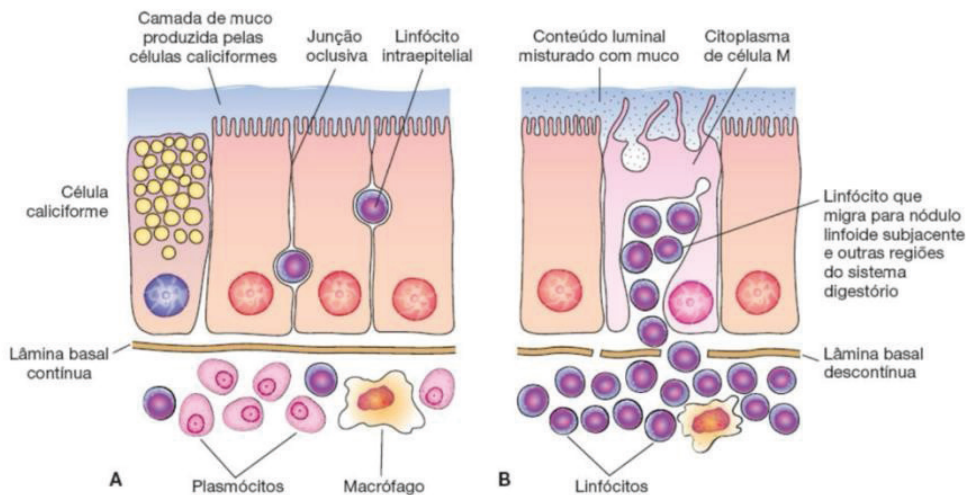 Camada de muco
produzida pelas
células caliciformes
Junção
oclusiva
Linfócito
intraepitelial
Célula
caliciforme
Lâmina basal
contínua
A
Plasmócitos
Macrófago
Conteúdo luminal
misturado com muco
Citoplasma
de célula M
Linfócito que
migra para nódulo
linfoide subjacente
e outras regiões
do sistema
digestório
Lâmina basal
descontínua
B
Linfócitos